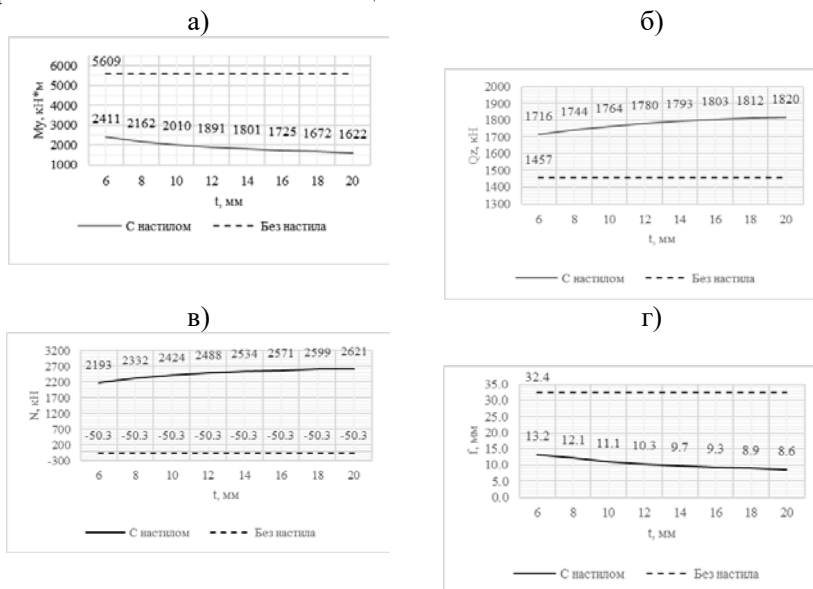 а)
6000
5000
4000
3000
2000
1000
My, кН*м
5609
2411 2162 2010 1891 1801 1725 1672 1622
6 8 10 12 14 16 18 20
t, мм
С настилом Без настила
б)
2000
1900
1800
1700
1600
1500
1400
1300
Qz, кН
1716 1744 1764 1780 1793 1803 1812 1820
1457
6 8 10 12 14 16 18 20
t, мм
С настилом Без настила
в)
3200
2700
2200
1700
1200
700
200
-300
N, кН
2193 2332 2424 2488 2534 2571 2599 2621
-50.3 -50.3 -50.3 -50.3 -50.3 -50.3 -50.3 -50.3
6 8 10 12 14 16 18 20
t, мм
С настилом Без настила
г)
35.0
30.0
25.0
20.0
15.0
10.0
5.0
0.0
f, мм
32.4
13.2 12.1 11.1 10.3 9.7 9.3 8.9 8.6
6 8 10 12 14 16 18 20
t, мм
С настилом Без настила